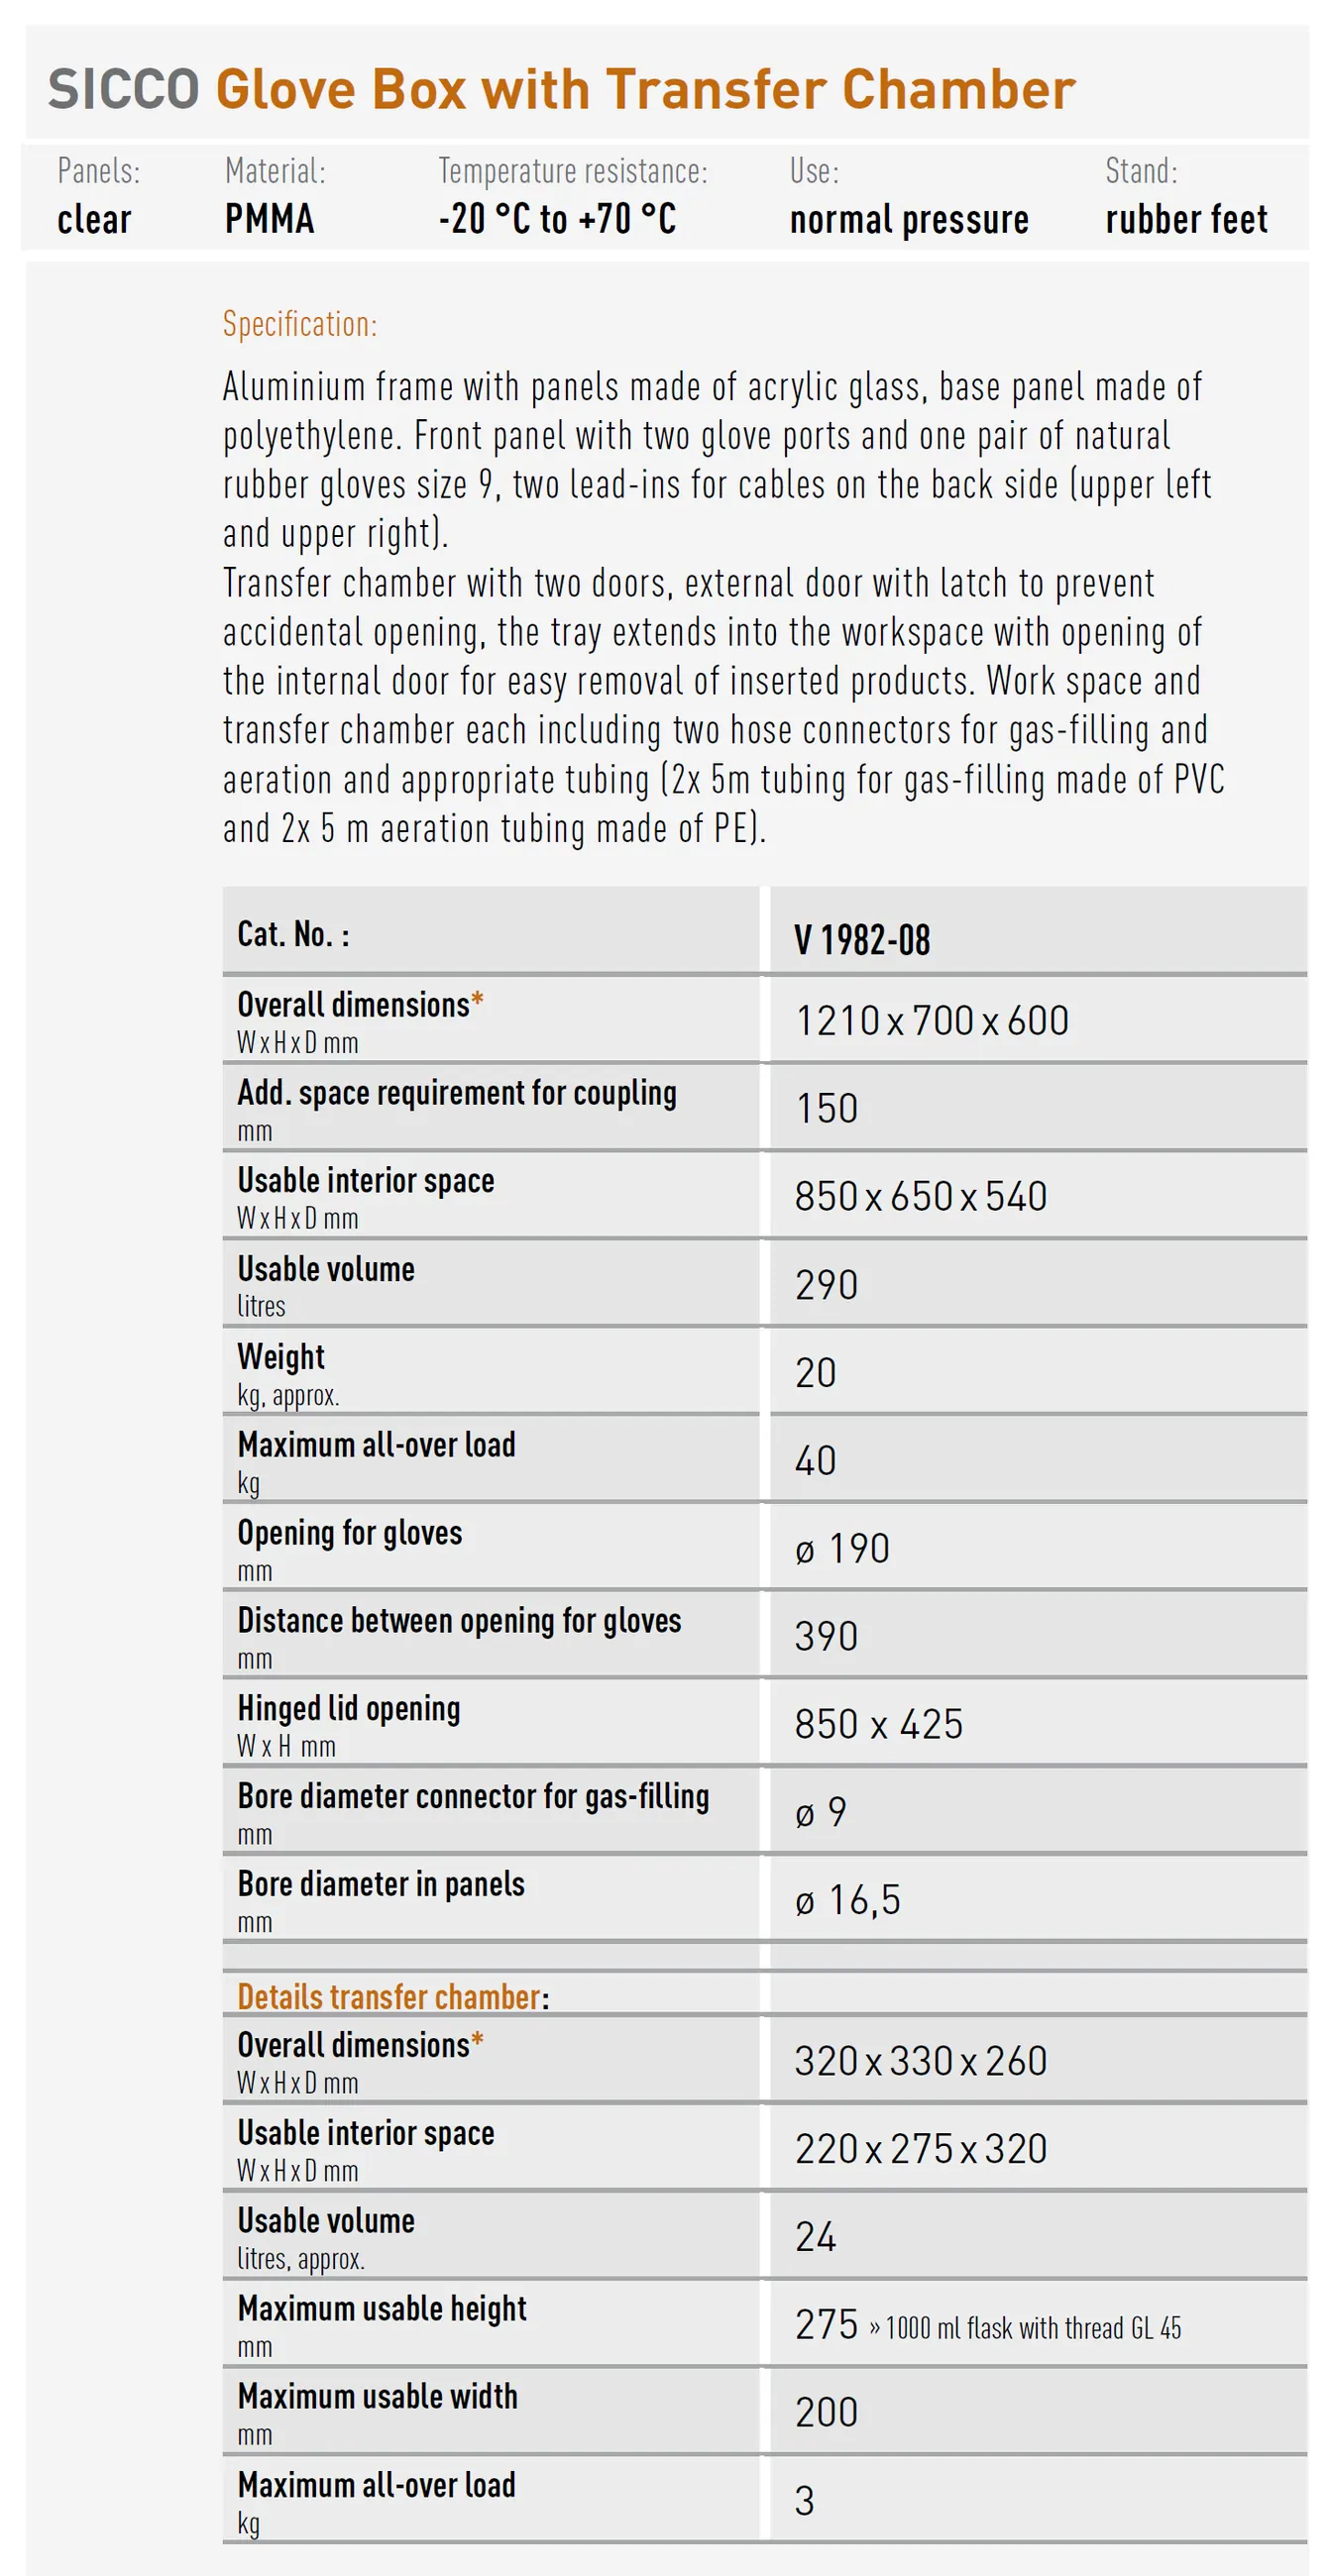 SICCO Glove Box with Transfer Chamber
Panels: Material: Temperature resistance: Use: Stand:
clear PMMA -20 °C to +70 °C normal pressure rubber feet
Specification:
Aluminium frame with panels made of acrylic glass, base panel made of
polyethylene. Front panel with two glove ports and one pair of natural
rubber gloves size 9, two lead-ins for cables on the back side (upper left
and upper right).
Transfer chamber with two doors, external door with latch to prevent
accidental opening, the tray extends into the workspace with opening of
the internal door for easy removal of inserted products. Work space and
transfer chamber each including two hose connectors for gas-filling and
aeration and appropriate tubing (2x 5m tubing for gas-filling made of PVC
and 2x 5 m aeration tubing made of PE).
Cat. No. : V 1982-08
Overall dimensions* 1210 x 700 x 600
W x H x D mm
Add. space requirement for coupling 150
mm
Usable interior space 850 x 650 x 540
W x H x D mm
Usable volume 290
litres
Weight 20
kg, approx.
Maximum all-over load 40
kg
Opening for gloves ø 190
mm
Distance between opening for gloves 390
mm
Hinged lid opening 850 x 425
W x H mm
Bore diameter connector for gas-filling ø 9
mm
Bore diameter in panels ø 16,5
mm
Details transfer chamber:
Overall dimensions* 320 x 330 x 260
W x H x D mm
Usable interior space 220 x 275 x 320
W x H x D mm
Usable volume 24
litres, approx.
Maximum usable height 275 » 1000 ml flask with thread GL 45
mm
Maximum usable width 200
mm
Maximum all-over load 3
kg